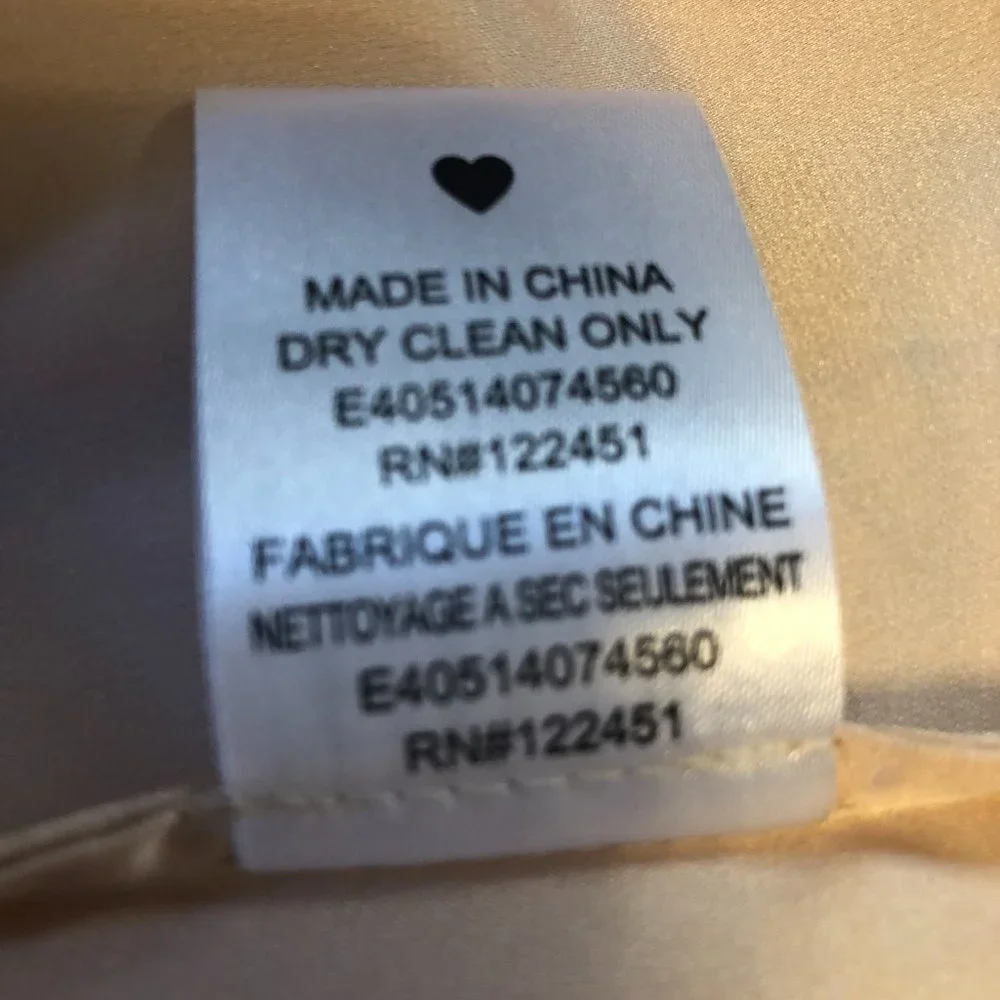 MADE IN CHINA
DRY CLEAN ONLY
E40514074560
RN#122451
FABRIQUE EN CHINE
NETTOYAGE A SEC SEULEMENT
E40514074560
RN#122451